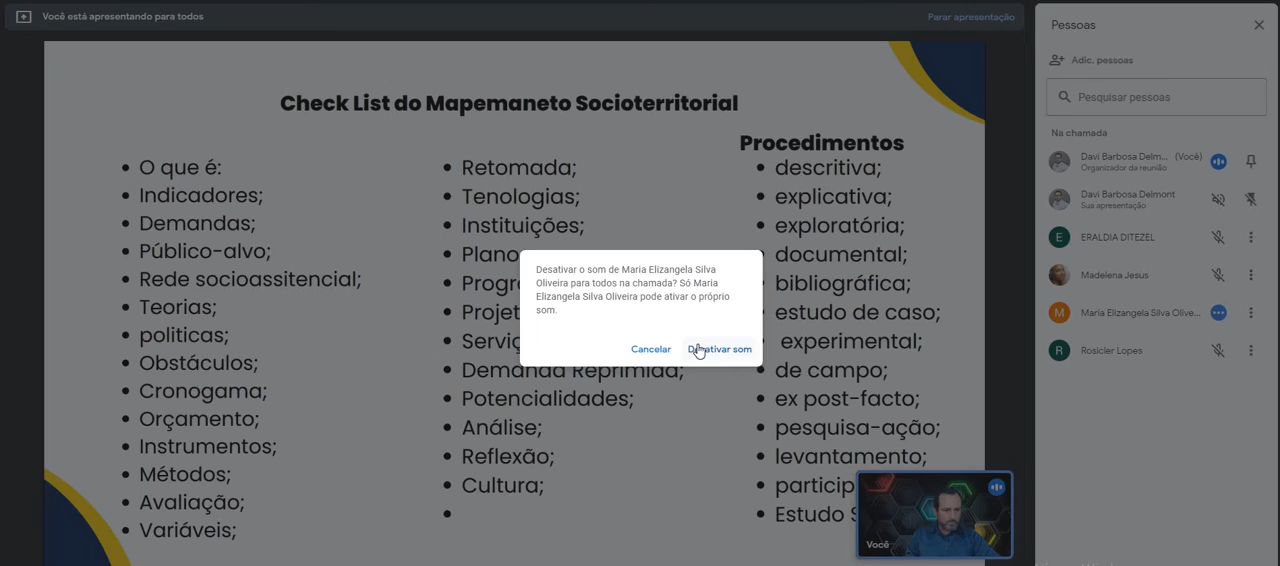 Você está apresentando para todos
Parar apresentação
Check List do Mapemaneto Socioterritorial
O que é:
Indicadores;
Demandas;
Público-alvo;
Rede socioassitencial;
Teorias;
politicas;
Obstáculos;
Cronogama;
Orçamento;
Instrumentos;
Métodos;
Avaliação;
Variáveis;
Retomada;
Tenologias;
Instituições;
Demanda Reprimida;
Potencialidades;
Análise;
Reflexão;
Cultura;
Procedimentos
descritiva;
explicativa;
exploratória;
documental;
bibliográfica;
estudo de caso;
experimental;
de campo;
ex post-facto;
pesquisa-ação;
levantamento;
Estudo
Desativar o som de Maria Elizangela Silva
Oliveira para todos na chamada? Só Maria
Elizangela Silva Oliveira pode ativar o próprio
som.
Cancelar
Desativar som
Você
Pessoas
Adic. pessoas
Pesquisar pessoas
Na chamada
Davi Barbosa Delm... (Você)
Organizador da reunião
Davi Barbosa Delmont
Sua apresentação
E ERALDIA DITEZEL
Madelena Jesus
M Maria Elizangela Silva Olive...
R Rosicler Lopes